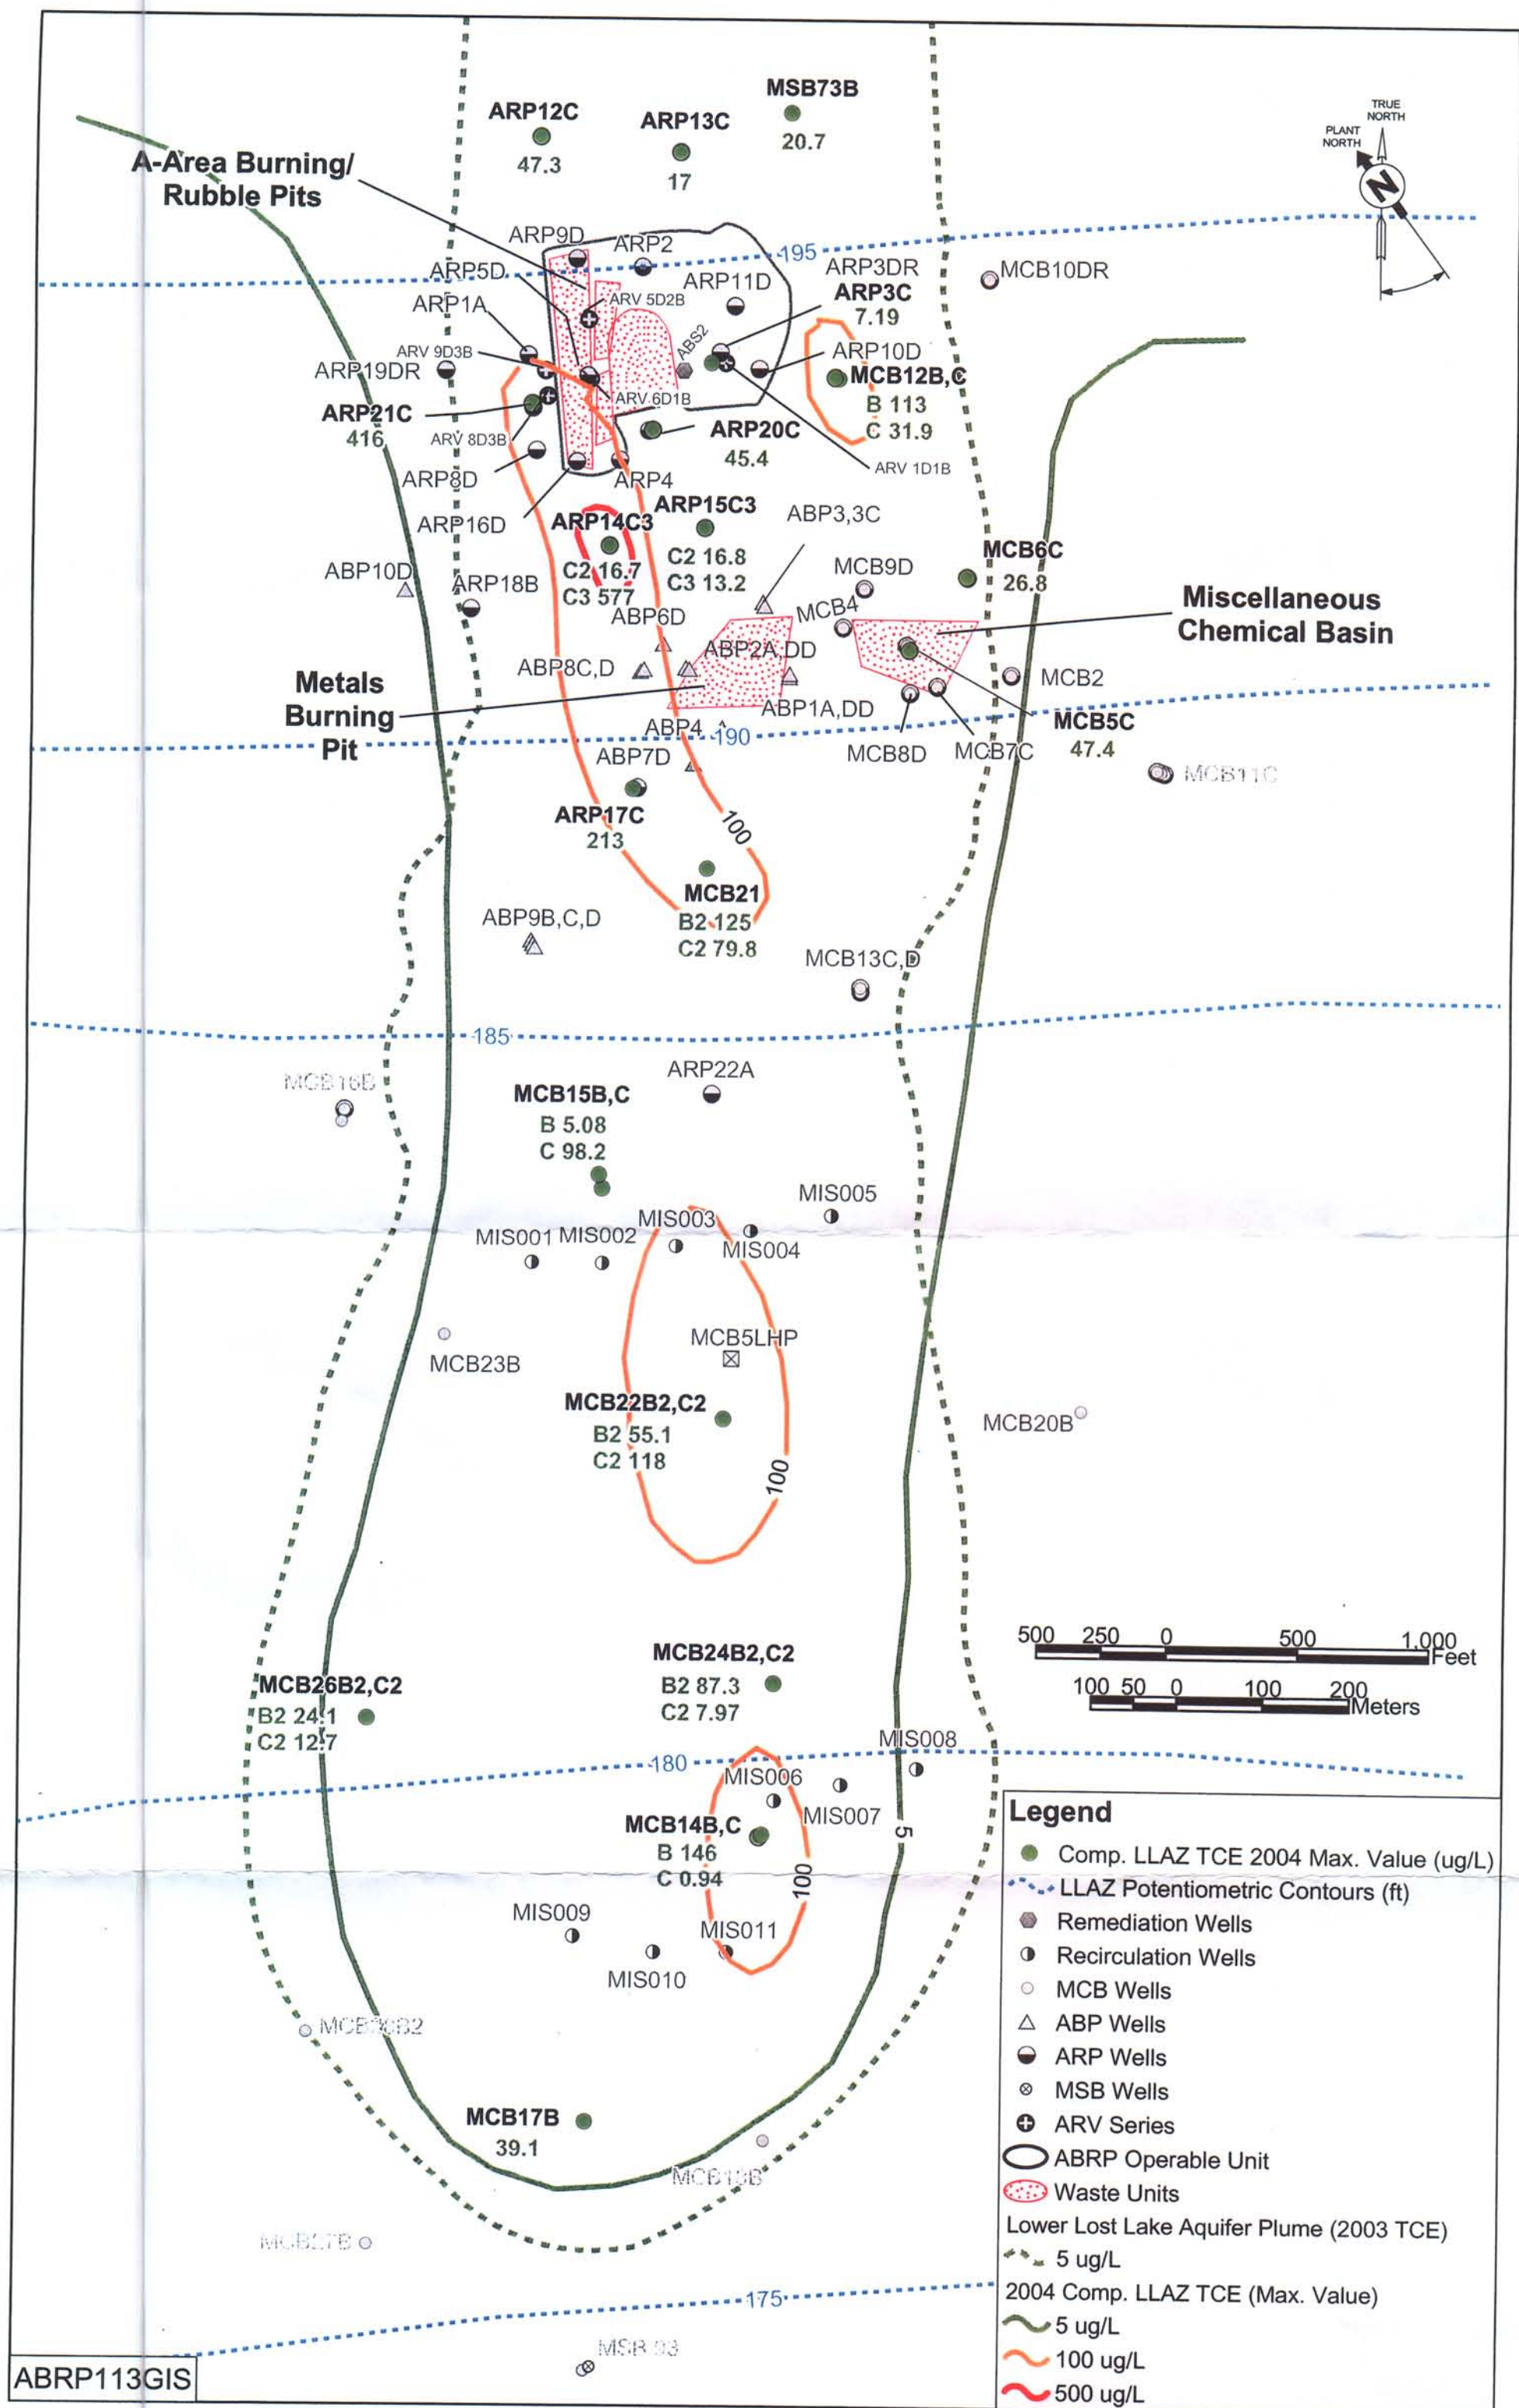 MSB73B
20.7
ARP12C
47.3
ARP13C
17
TRUE
NORTH
PLANT
NORTH
N
A-Area Burning/
Rubble Pits
ARP9D
ARP2
195
ARP5D
ARP11D
ARP3DR
ARP3C
7.19
MCB10DR
ARP1A
ARV 5D2B
ABS2
ARV 9D3B
ARP10D
ARP19DR
MCB12B,C
B 113
C 31.9
ARV 6D1B
ARP21C
416
ARV 8D3B
ARP20C
45.4
ARV 1D1B
ARP8D
ARP4
ARP16D
ARP14C3
C2 16.7
C3 577
ARP15C3
C2 16.8
C3 13.2
ABP3,3C
MCB9D
MCB6C
26.8
ABP10D
ARP18B
ABP6D
MCB4
Miscellaneous
Chemical Basin
ABP8C,D
ABP2A,DD
Metals
Burning
Pit
MCB2
ABP1A,DD
ABP4
190
MCB8D
MCB7C
MCB5C
47.4
ABP7D
MCB11C
ARP17C
213
100
MCB21
B2 125
C2 79.8
ABP9B,C,D
MCB13C,D
185
ARP22A
MCB16B
MCB15B,C
B 5.08
C 98.2
MIS005
MIS003
MIS001
MIS002
MIS004
MCB5LHP
MCB23B
MCB22B2,C2
B2 55.1
C2 118
MCB20B
100
500 250 0 500 1,000
Feet
100 50 0 100 200
Meters
MCB24B2,C2
B2 87.3
C2 7.97
MCB26B2,C2
B2 24.1
C2 12.7
180
MIS008
MIS006
MIS007
MCB14B,C
B 146
C 0.94
5
100
MIS009
MIS011
MIS010
MCB17B
39.1
175
ABRP113GIS
Legend
Comp. LLAZ TCE 2004 Max. Value (ug/L)
LLAZ Potentiometric Contours (ft)
Remediation Wells
Recirculation Wells
MCB Wells
ABP Wells
ARP Wells
MSB Wells
ARV Series
ABRP Operable Unit
Waste Units
Lower Lost Lake Aquifer Plume (2003 TCE)
5 ug/L
2004 Comp. LLAZ TCE (Max. Value)
5 ug/L
100 ug/L
500 ug/L